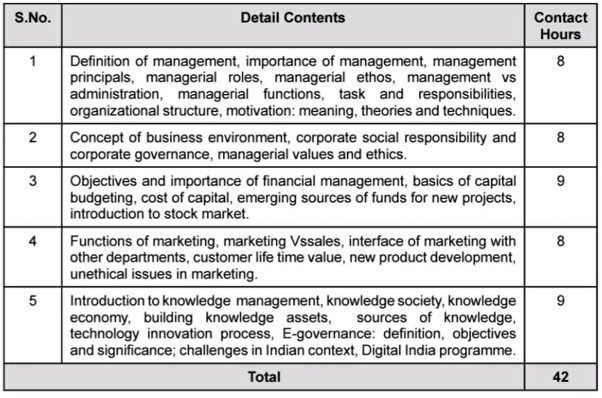 S.No. Detail Contents Contact Hours
1 Definition of management, importance of management, management 8
principals, managerial roles, managerial ethos, management vs
administration, managerial functions, task and responsibilities,
organizational structure, motivation: meaning, theories and techniques.
2 Concept of business environment, corporate social responsibility and 8
corporate governance, managerial values and ethics.
3 Objectives and importance of financial management, basics of capital 9
budgeting, cost of capital, emerging sources of funds for new projects,
introduction to stock market.
4 Functions of marketing, marketing Vssales, interface of marketing with 8
other departments, customer life time value, new product development,
unethical issues in marketing.
5 Introduction to knowledge management, knowledge society, knowledge 9
economy, building knowledge assets, sources of knowledge,
technology innovation process, E-governance: definition, objectives
and significance; challenges in Indian context, Digital India programme.
Total 42